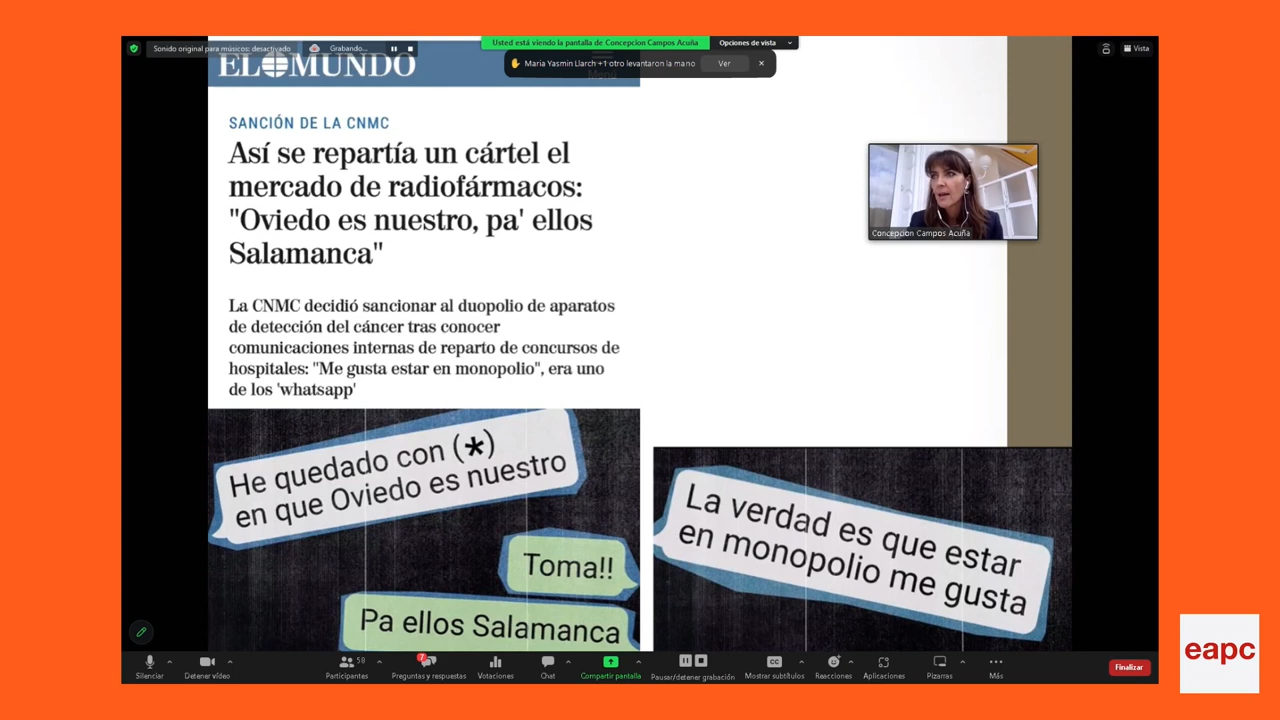 Sonido original para músicos: desactivado
Grabando...
Usted está viendo la pantalla de Concepcion Campos Acuña
Opciones de vista
Maria Yasmin Llarch +1 otro levantaron la mano
Ver
Vista
EL MUNDO
Menú
SANCIÓN DE LA CNMC
Así se repartía un cártel el
mercado de radiofármacos:
"Oviedo es nuestro, pa' ellos
Salamanca"
La CNMC decidió sancionar al duopolio de aparatos
de detección del cáncer tras conocer
comunicaciones internas de reparto de concursos de
hospitales: "Me gusta estar en monopolio", era uno
de los 'whatsapp'
Concepcion Campos Acuña
He quedado con (*)
en que Oviedo es nuestro
Toma!!
Pa ellos Salamanca
La verdad es que estar
en monopolio me gusta
Silenciar
Detener vídeo
58
Participantes
7
Preguntas y respuestas
Votaciones
Chat
Compartir pantalla
Pausar/detener grabación
CC
Mostrar subtítulos
Reacciones
Aplicaciones
Pizarras
Más
Finalizar
eapc